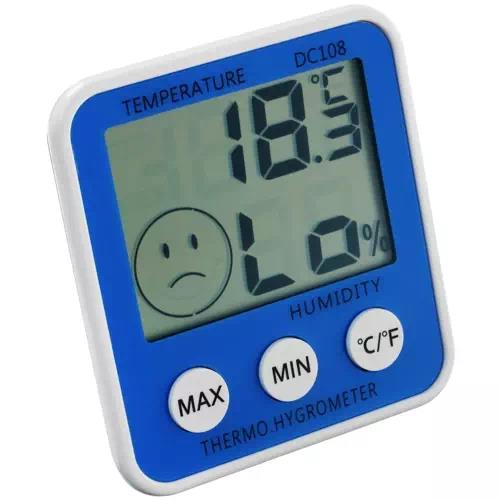 TEMPERATURE DC108
18.3 °C
Lo %
HUMIDITY
MAX MIN °C/°F
THERMO.HYGROMETER